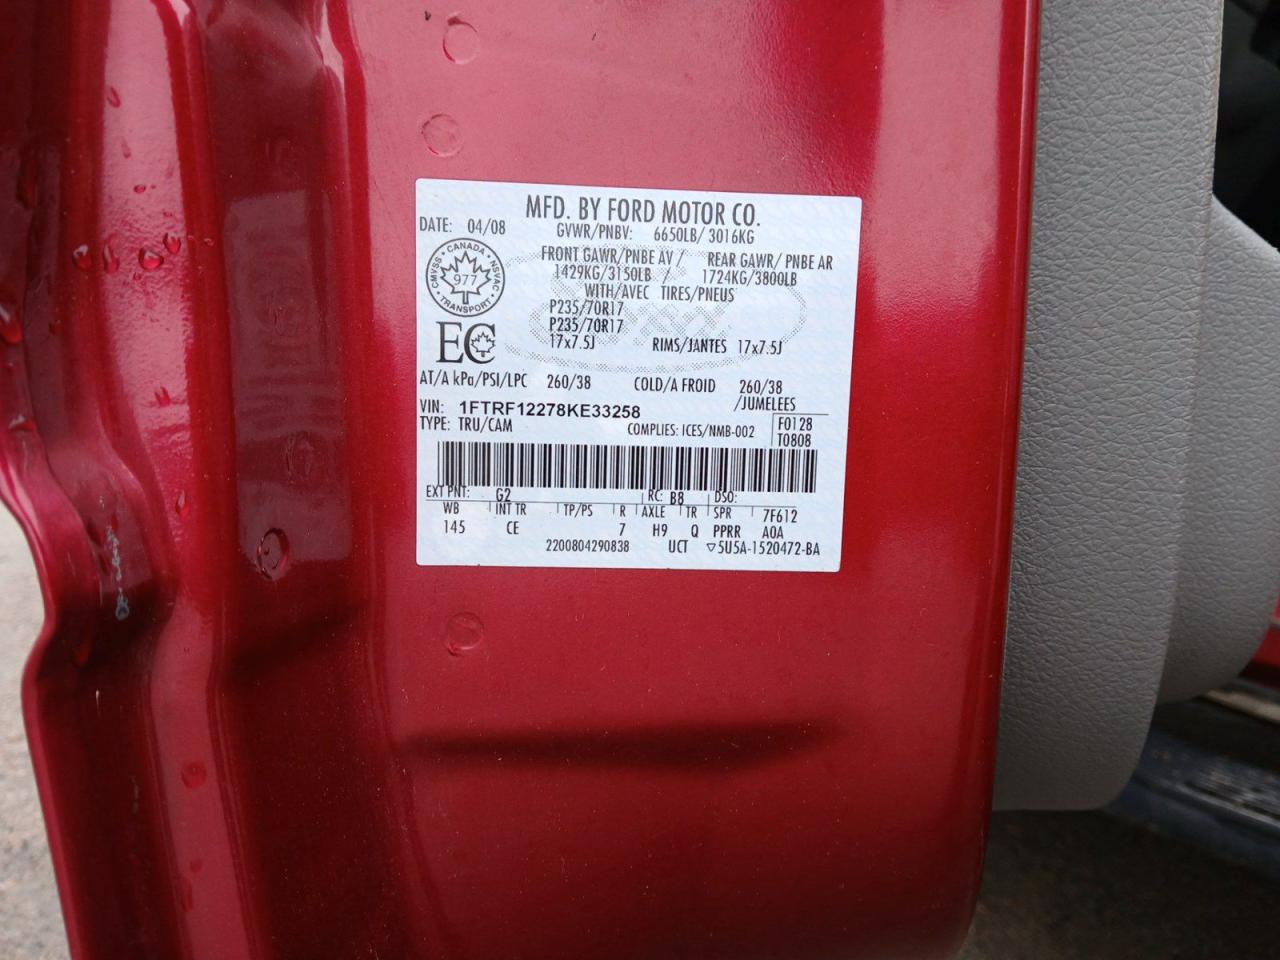 MFD. BY FORD MOTOR CO.
DATE: 04/08
GVWR/PNBV: 6650LB/ 3016KG
CMVSS CANADA NSVAC
977
TRANSPORT
FRONT GAWR/PNBE AV / REAR GAWR/ PNBE AR
1429KG/3150LB / 1724KG/3800LB
WITH/AVEC TIRES/PNEUS
P235/70R17
P235/70R17
17x7.5J RIMS/JANTES 17x7.5J
EC
AT/A kPa/PSI/LPC 260/38 COLD/A FROID 260/38
/JUMELEES
VIN: 1FTRF12278KE33258
F0128
TYPE: TRU/CAM COMPLIES: ICES/NMB-002
T0808
EXT PNT: G2 RC: B8 DSO:
WB INT TR TP/PS R AXLE TR SPR 7F612
145 CE 7 H9 Q PPRR A0A
2200804290838 UCT ▽5U5A-1520472-BA